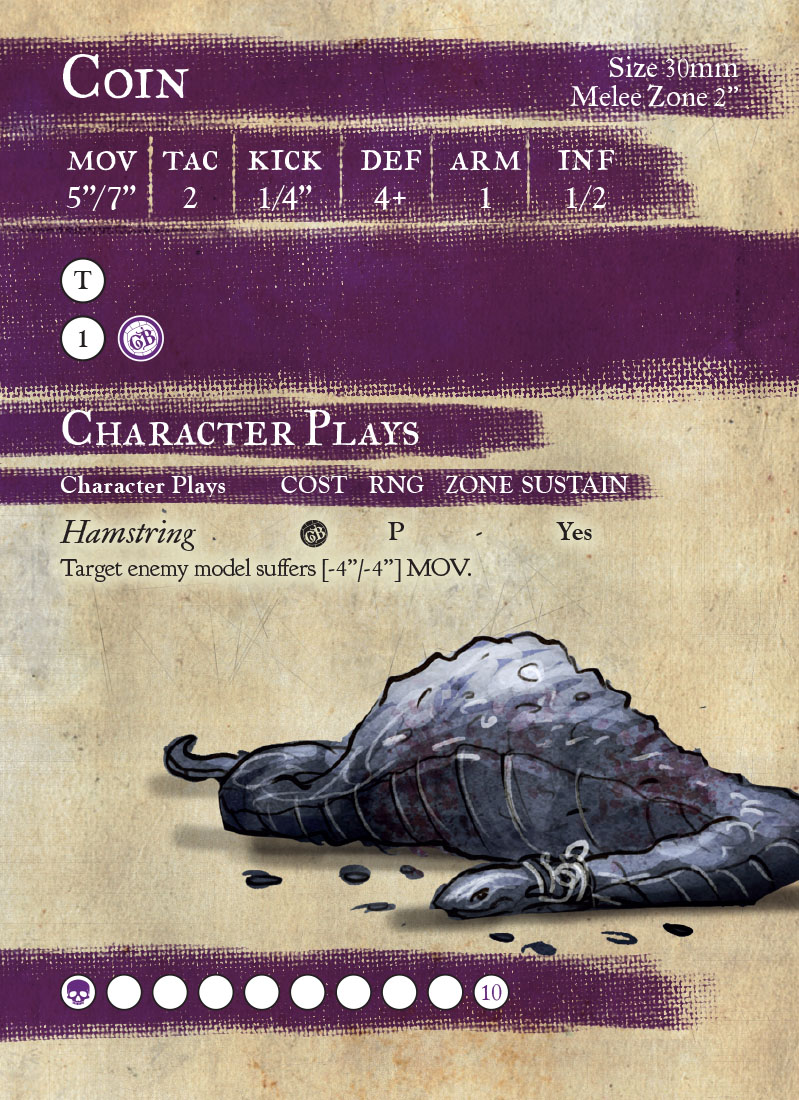 Coin
Size 30mm
Melee Zone 2”
MOV TAC KICK DEF ARM INF
5”/7” 2 1/4” 4+ 1 1/2
T
1 GB
Character Plays
Character Plays COST RNG ZONE SUSTAIN
Hamstring GB P - Yes
Target enemy model suffers [-4”/-4”] MOV.
10